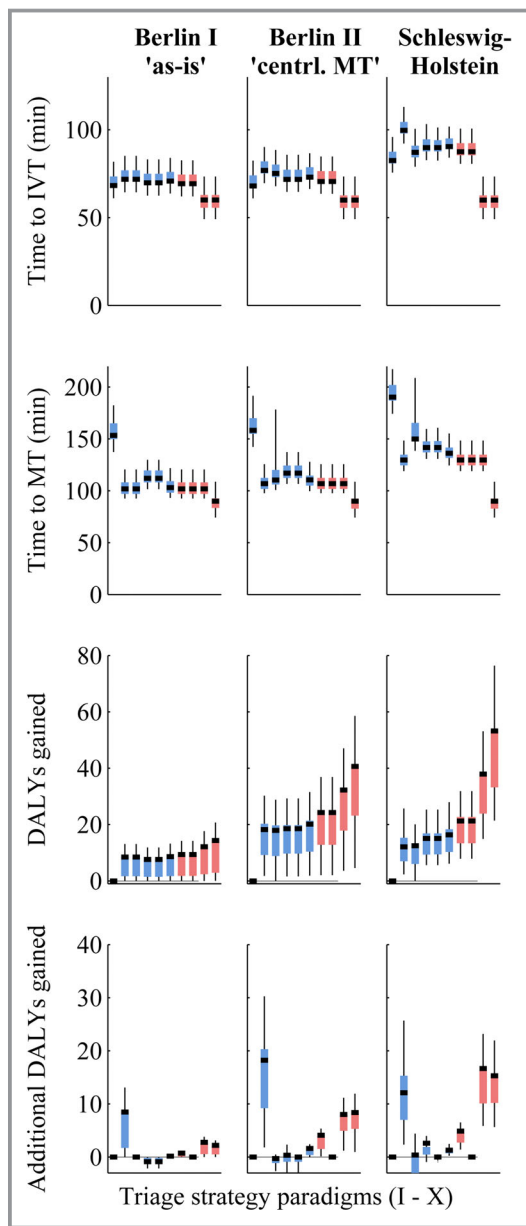 Berlin I Berlin II Schleswig-
'as-is' 'centrl. MT' Holstein
Time to IVT (min)
100
50
0
Time to MT (min)
200
150
100
50
0
DALYs gained
80
60
40
20
0
Additional DALYs gained
40
30
20
10
0
Triage strategy paradigms (I - X)